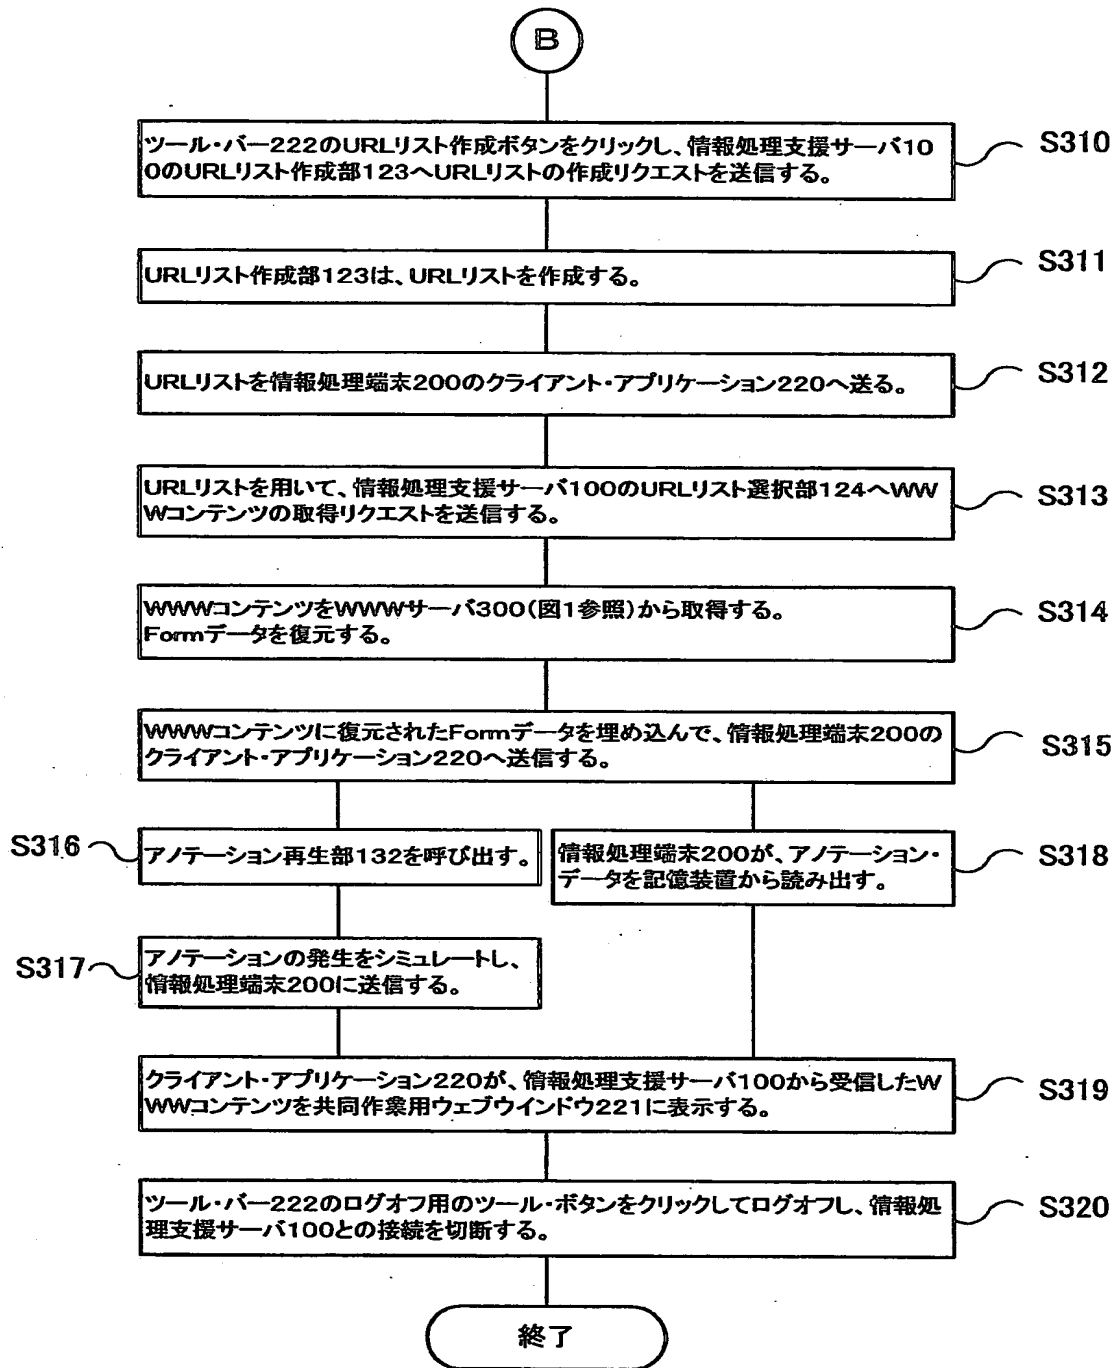 B
ツール・バー222のURLリスト作成ボタンをクリックし、情報処理支援サーバ10
0のURLリスト作成部123へURLリストの作成リクエストを送信する。
S310
URLリスト作成部123は、URLリストを作成する。
S311
URLリストを情報処理端末200のクライアント・アプリケーション220へ送る。
S312
URLリストを用いて、情報処理支援サーバ100のURLリスト選択部124へWW
Wコンテンツの取得リクエストを送信する。
S313
WWWコンテンツをWWWサーバ300(図1参照)から取得する。
Formデータを復元する。
S314
WWWコンテンツに復元されたFormデータを埋め込んで、情報処理端末200の
クライアント・アプリケーション220へ送信する。
S315
S316
アノテーション再生部132を呼び出す。
情報処理端末200が、アノテーション・
データを記憶装置から読み出す。
S318
S317
アノテーションの発生をシミュレートし、
情報処理端末200に送信する。
クライアント・アプリケーション220が、情報処理支援サーバ100から受信したW
WWコンテンツを共同作業用ウェブウインドウ221に表示する。
S319
ツール・バー222のログオフ用のツール・ボタンをクリックしてログオフし、情報処
理支援サーバ100との接続を切断する。
S320
終了